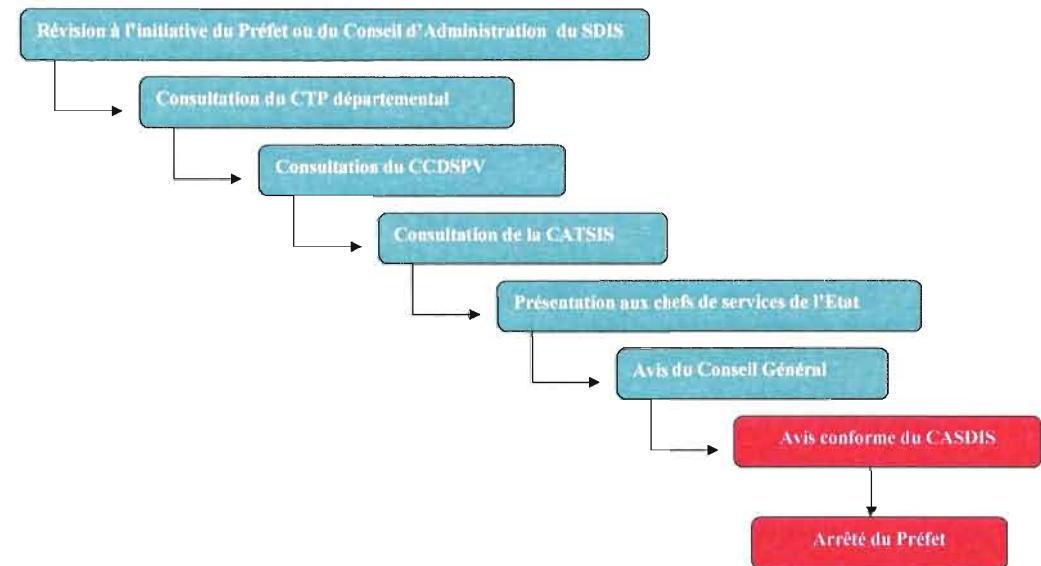 Révision à l'initiative du Préfet ou du Conseil d'Administration du SDIS
Consultation du CTP départemental
Consultation du CCDSPV
Consultation de la CATSIS
Présentation aux chefs de services de l'Etat
Avis du Conseil Général
Avis conforme du CASDIS
Arrêté du Préfet